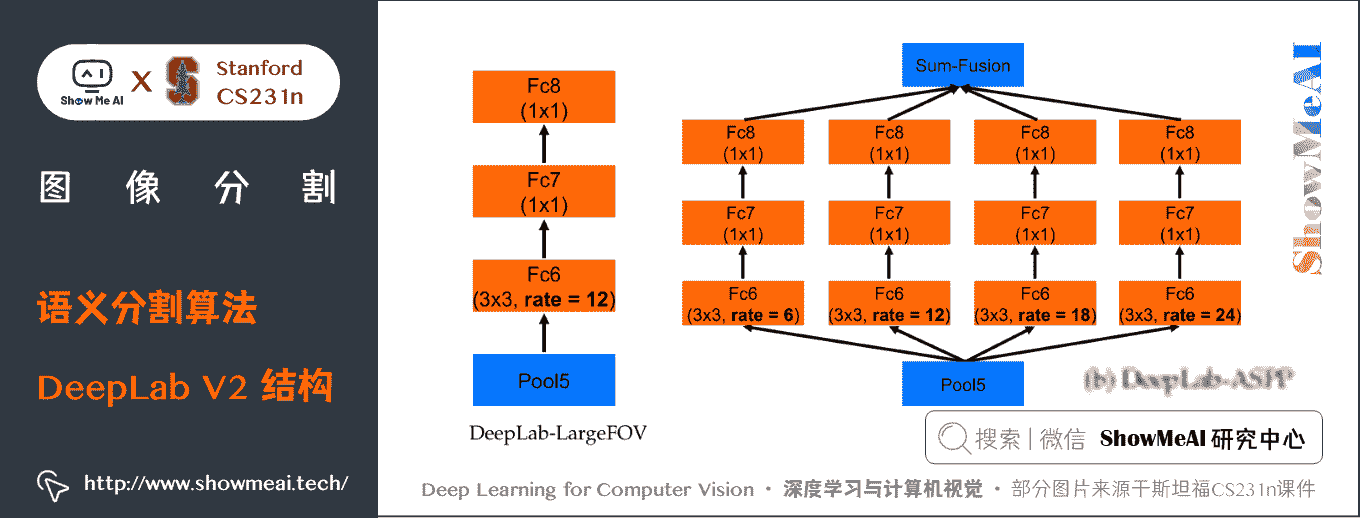 Show Me AI
X
Stanford
CS231n
图 像 分 割
语义分割算法
DeepLab V2 结构
http://www.showmeai.tech/
Fc8
(1x1)
Fc7
(1x1)
Fc6
(3x3, rate = 12)
Pool5
DeepLab-LargeFOV
Sum-Fusion
Fc8
(1x1)
Fc8
(1x1)
Fc8
(1x1)
Fc8
(1x1)
Fc7
(1x1)
Fc7
(1x1)
Fc7
(1x1)
Fc7
(1x1)
Fc6
(3x3, rate = 6)
Fc6
(3x3, rate = 12)
Fc6
(3x3, rate = 18)
Fc6
(3x3, rate = 24)
Pool5
(b) DeepLab-ASPP
ShowMeAI
搜索 | 微信 ShowMeAI 研究中心
Deep Learning for Computer Vision · 深度学习与计算机视觉 · 部分图片来源于斯坦福CS231n课件